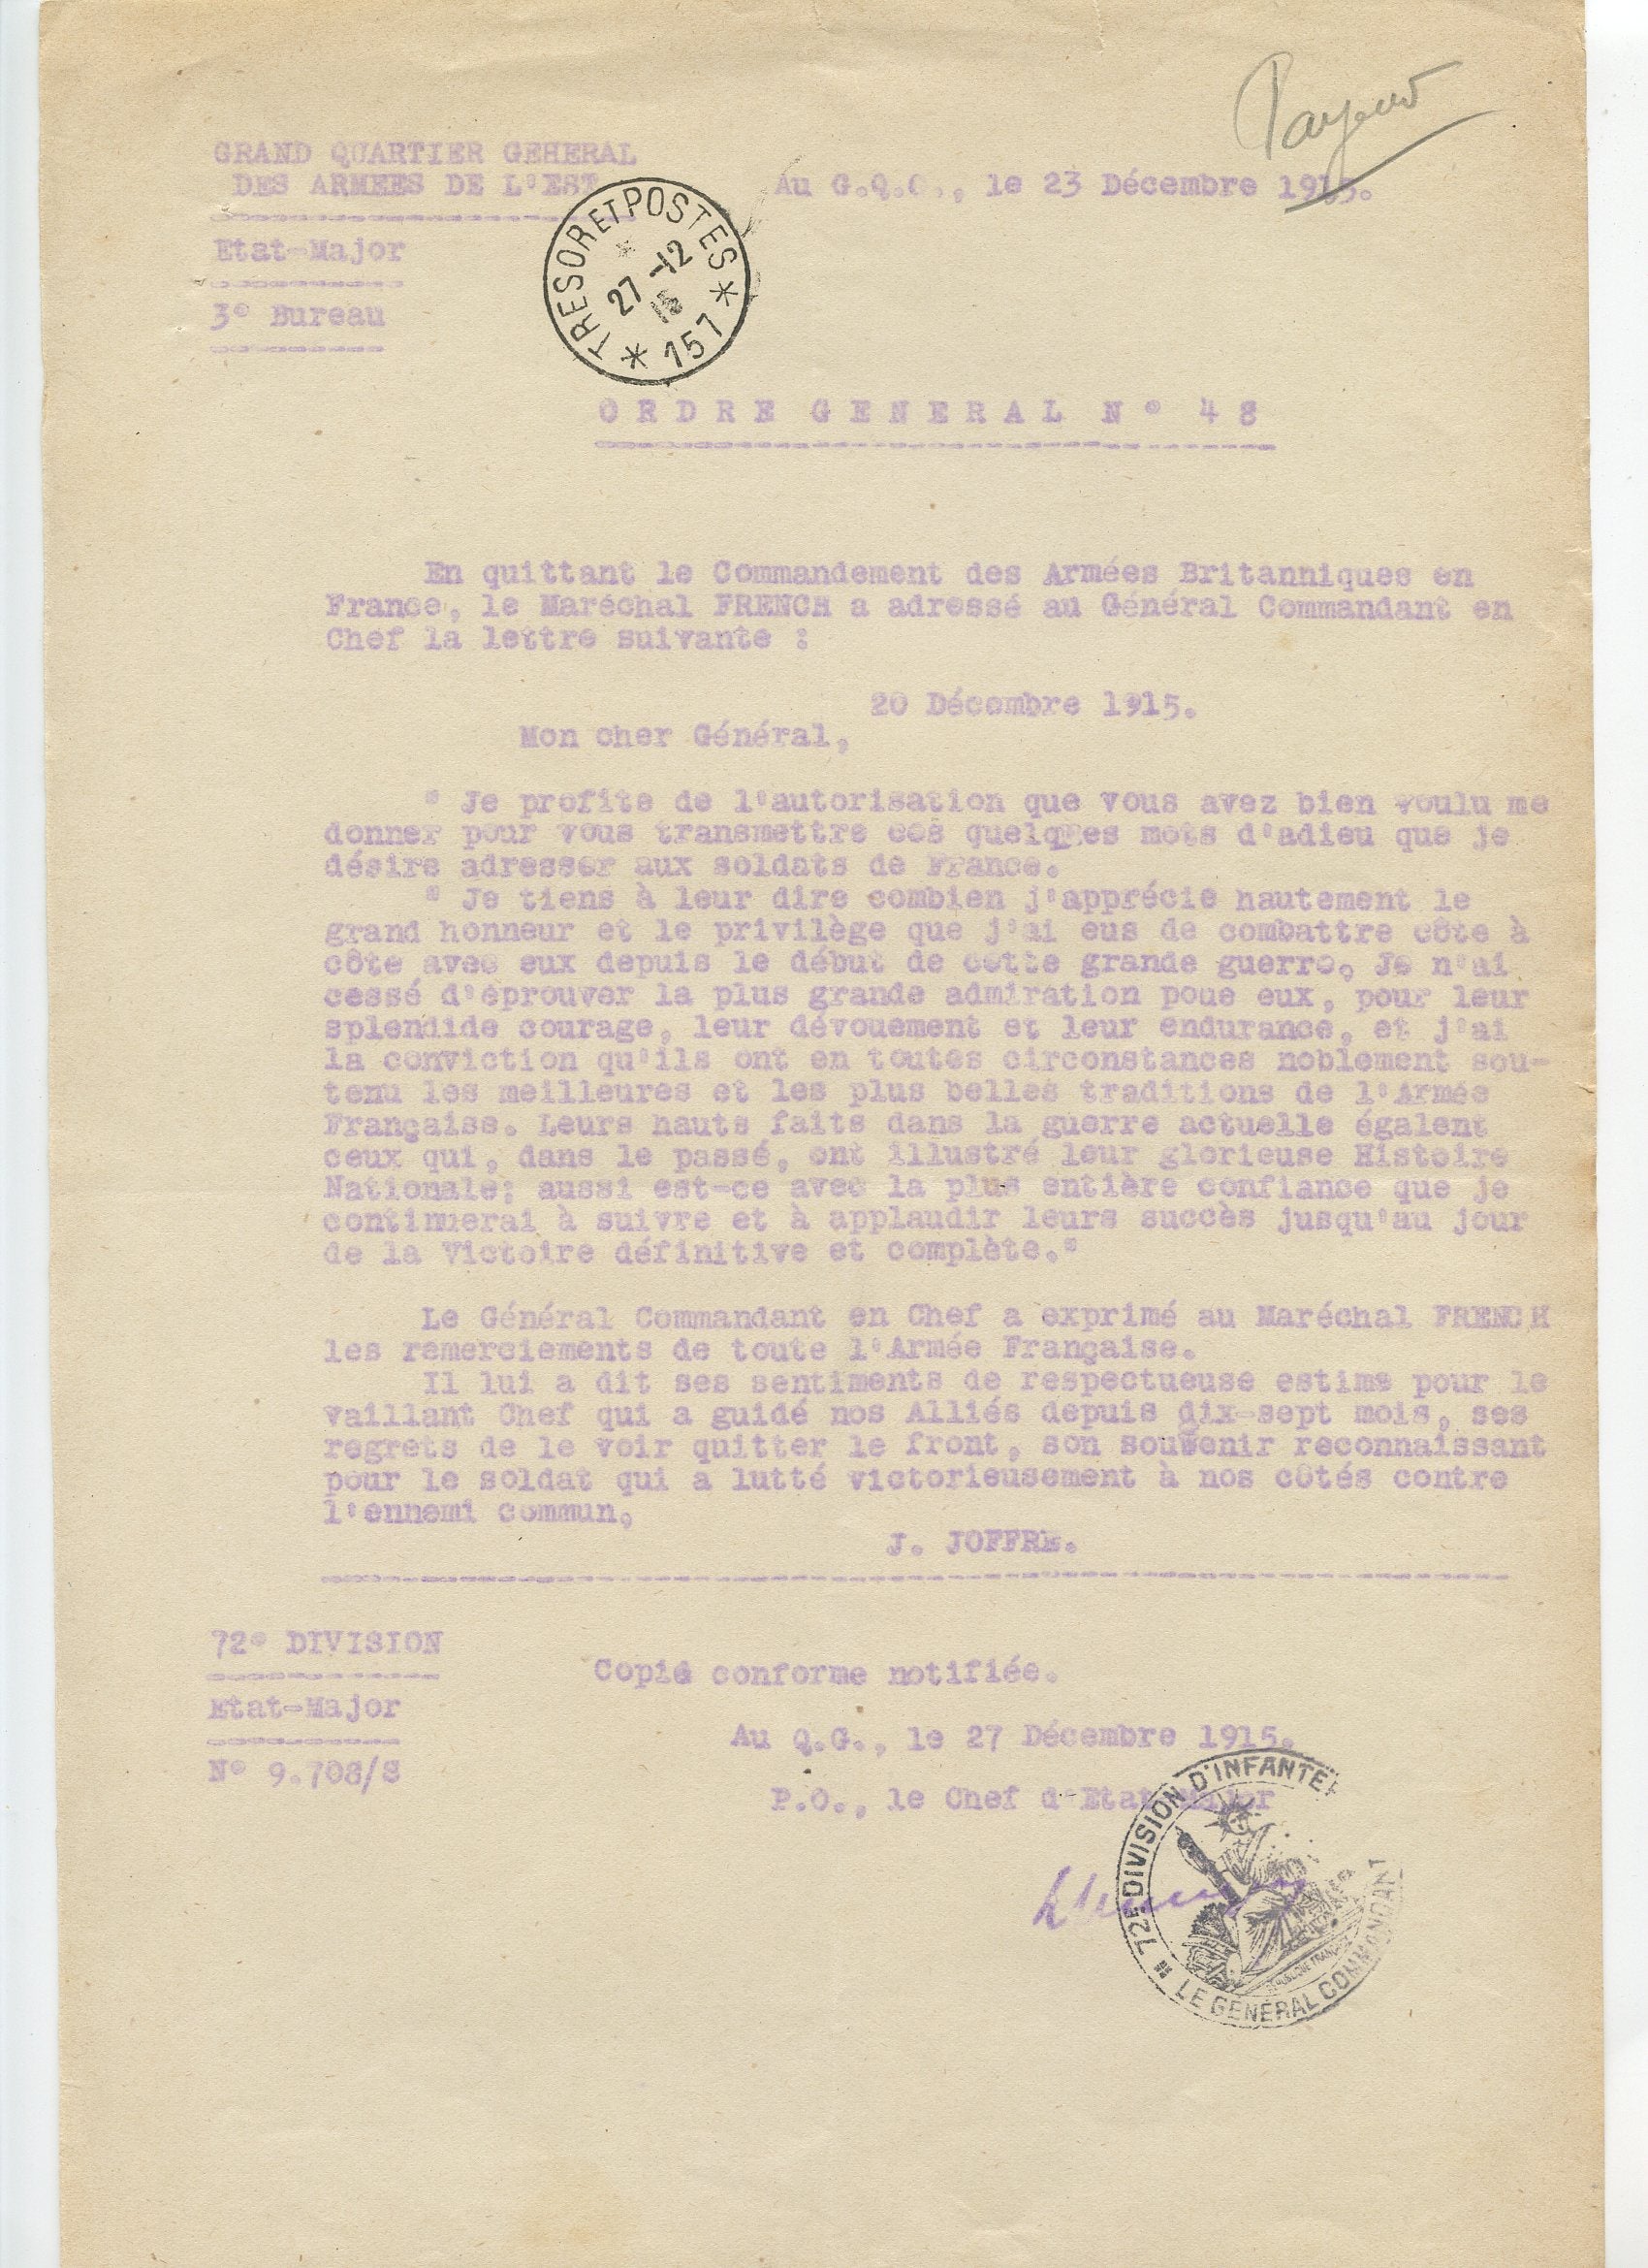 Payeur
GRAND QUARTIER GEHERAL
DES ARMEES DE L'EST
Au G.Q.G., le 23 Décembre 1915.
Etat-Major
3° Bureau
TRESOR ET POSTES
27 -12
15
* 157 *
ORDRE GENERAL N° 48
En quittant le Commandement des Armées Britanniques en
France, le Maréchal FRENCH a adressé au Général Commandant en
Chef la lettre suivante :
20 Décembre 1915.
Mon cher Général,
" Je profite de l'autorisation que vous avez bien voulu me
donner pour vous transmettre ces quelques mots d'adieu que je
désire adresser aux soldats de France.
" Je tiens à leur dire combien j'apprécie hautement le
grand honneur et le privilège que j'ai eus de combattre côte à
côte avec eux depuis le début de cette grande guerre. Je n'ai
cessé d'éprouver la plus grande admiration poue eux, pour leur
splendide courage, leur dévouement et leur endurance, et j'ai
la conviction qu'ils ont en toutes circonstances noblement sou-
tenu les meilleures et les plus belles traditions de l'Armée
Française. Leurs hauts faits dans la guerre actuelle égalent
ceux qui, dans le passé, ont illustré leur glorieuse Histoire
Nationale; aussi est-ce avec la plus entière confiance que je
continuerai à suivre et à applaudir leurs succès jusqu'au jour
de la Victoire définitive et complète."
Le Général Commandant en Chef a exprimé au Maréchal FRENCH
les remerciements de toute l'Armée Française.
Il lui a dit ses sentiments de respectueuse estime pour le
vaillant Chef qui a guidé nos Alliés depuis dix-sept mois, ses
regrets de le voir quitter le front, son souvenir reconnaissant
pour le soldat qui a lutté victorieusement à nos côtés contre
l'ennemi commun.
J. JOFFRE.
72° DIVISION
Copie conforme notifiée.
Etat-Major
Au Q.G., le 27 Décembre 1915.
N° 9.708/S
P.O., le Chef d'Etat-Major
72E DIVISION D'INFANTE
LE GENERAL COMMANDANT